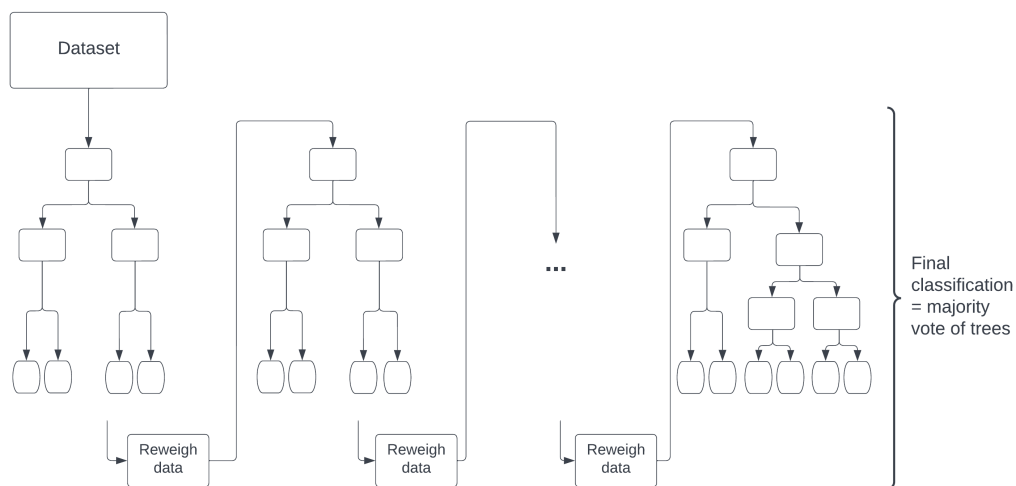 Dataset
...
Final
classification
= majority
vote of trees
Reweigh
data
Reweigh
data
Reweigh
data